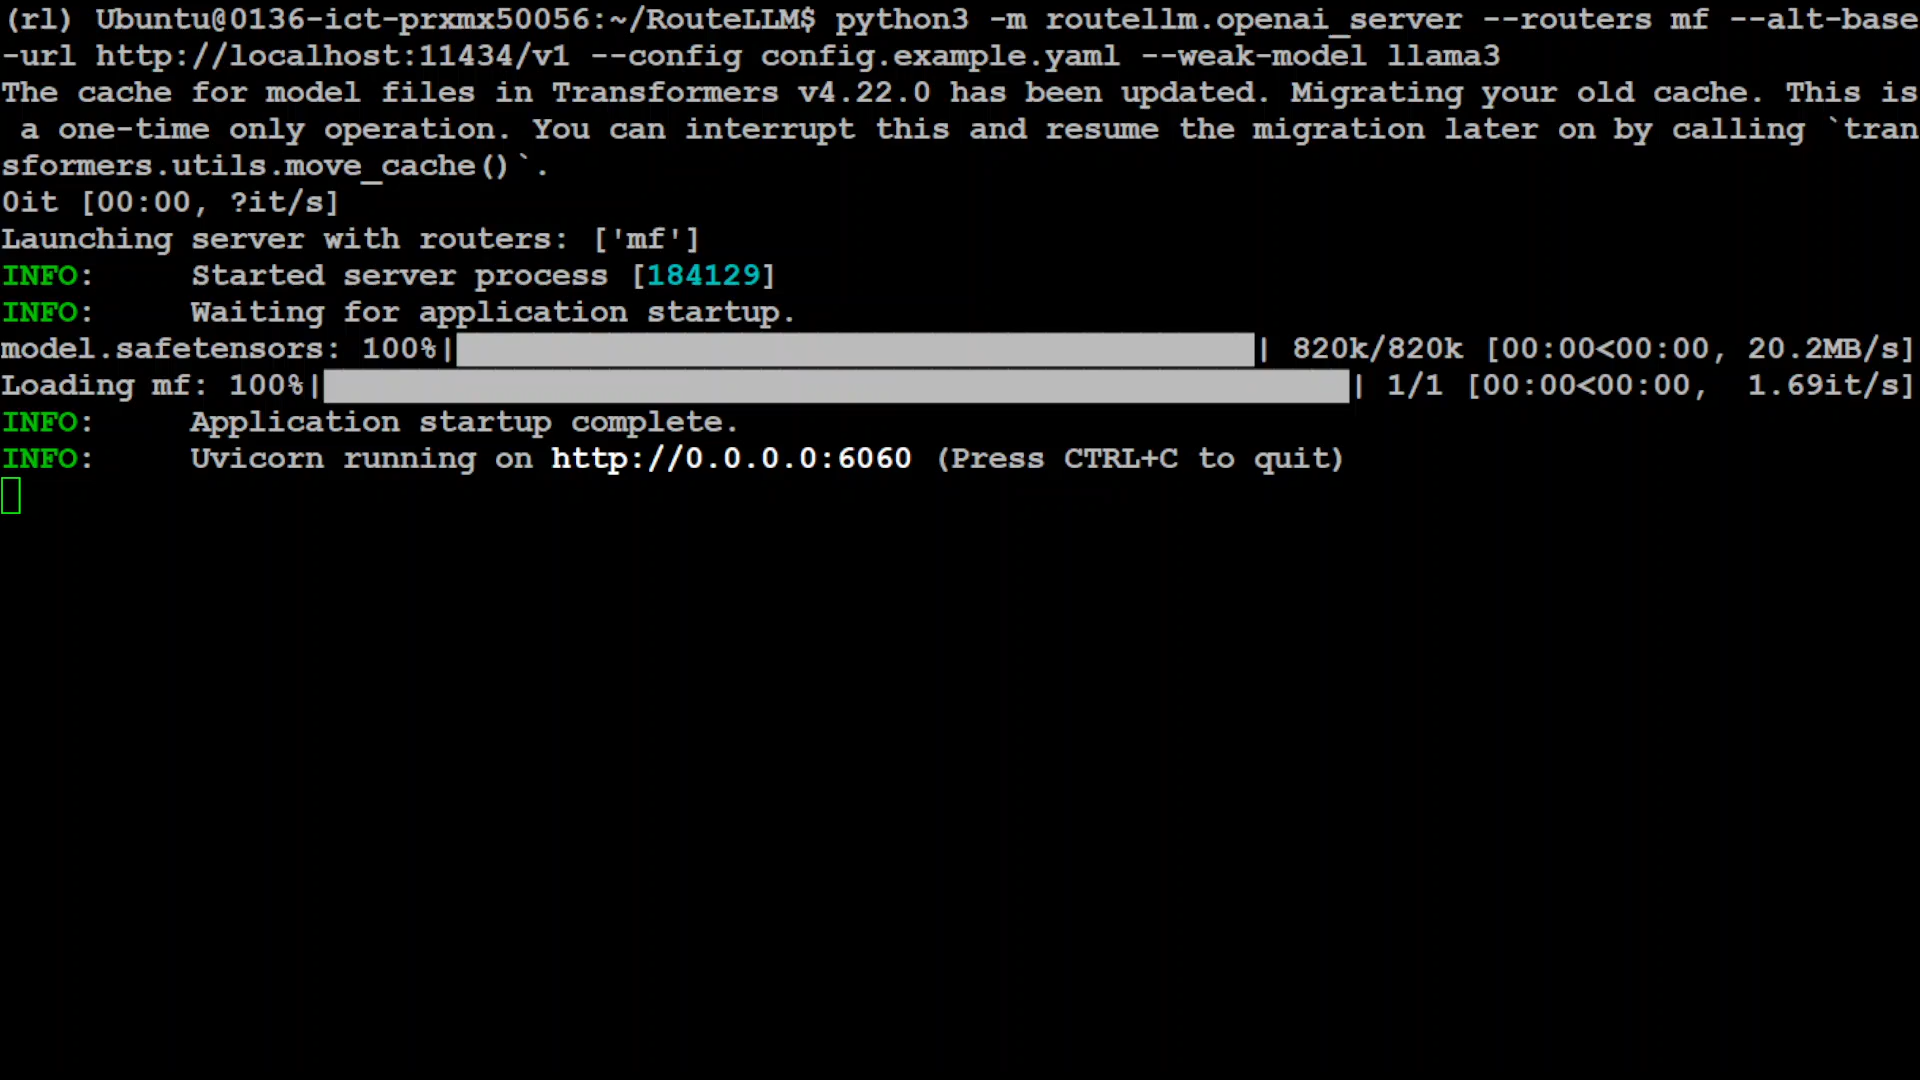 (rl) Ubuntu@0136-ict-prxmx50056:~/RouteLLM$ python3 -m routellm.openai_server --routers mf --alt-base
-url http://localhost:11434/v1 --config config.example.yaml --weak-model llama3
The cache for model files in Transformers v4.22.0 has been updated. Migrating your old cache. This is
 a one-time only operation. You can interrupt this and resume the migration later on by calling `tran
sformers.utils.move_cache()`.
0it [00:00, ?it/s]
Launching server with routers: ['mf']
INFO:     Started server process [184129]
INFO:     Waiting for application startup.
model.safetensors: 100%|██████████████████████████████████████████| 820k/820k [00:00<00:00, 20.2MB/s]
Loading mf: 100%|██████████████████████████████████████████████████████| 1/1 [00:00<00:00,  1.69it/s]
INFO:     Application startup complete.
INFO:     Uvicorn running on http://0.0.0.0:6060 (Press CTRL+C to quit)